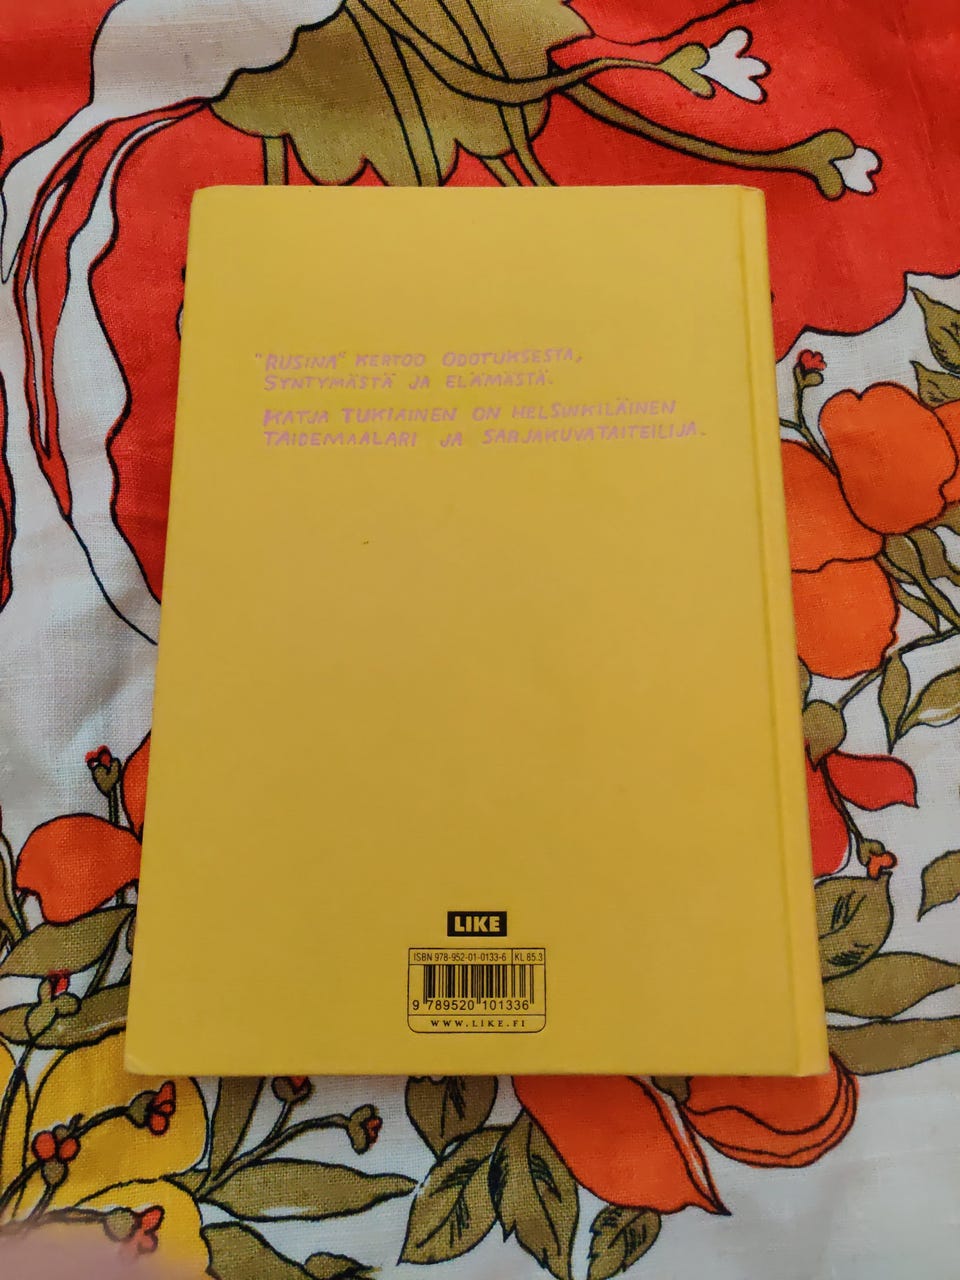 "RUSINA" KERTOO ODOTUKSESTA,
SYNTYMÄSTÄ JA ELÄMÄSTÄ.
KATJA TUKIAINEN ON HELSINKILÄINEN
TAIDEMAALARI JA SARJAKUVATAITEILIJA.
LIKE
ISBN 978-952-01-0133-6 KL 85.3
9 789520 101336
WWW.LIKE.FI